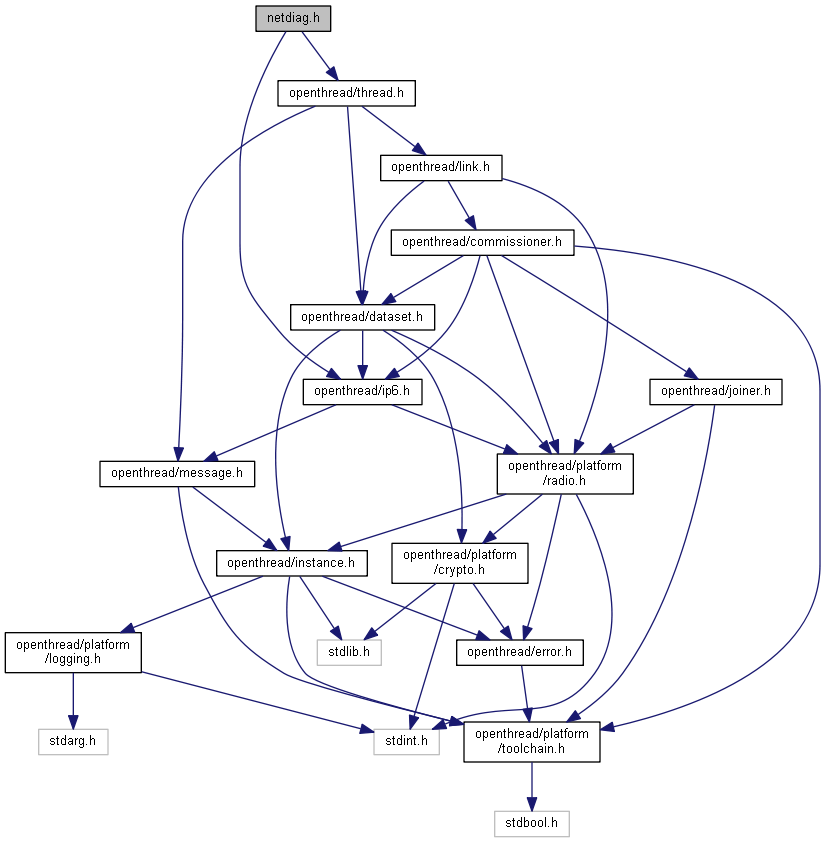 netdiag.h
openthread/thread.h
openthread/link.h
openthread/commissioner.h
openthread/dataset.h
openthread/ip6.h
openthread/joiner.h
openthread/message.h
openthread/platform
/radio.h
openthread/instance.h
openthread/platform
/crypto.h
openthread/platform
/logging.h
stdlib.h
openthread/error.h
stdarg.h
stdint.h
openthread/platform
/toolchain.h
stdbool.h